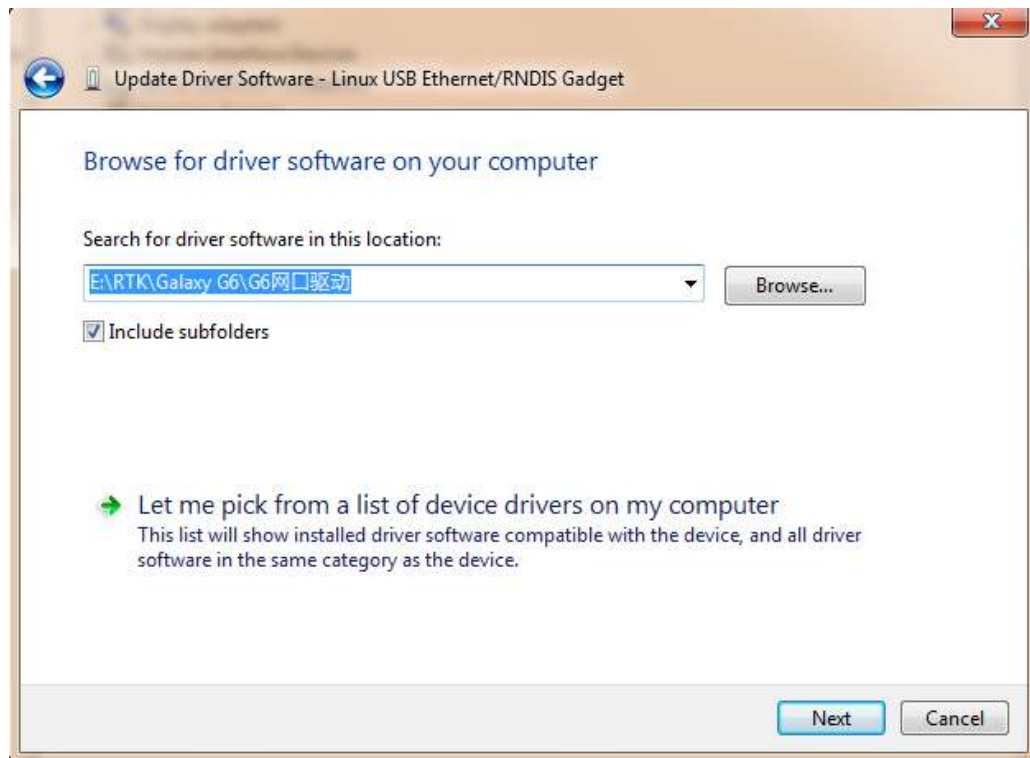 Update Driver Software - Linux USB Ethernet/RNDIS Gadget
Browse for driver software on your computer
Search for driver software in this location:
E:\RTK\Galaxy G6\G6网口驱动
Browse...
Include subfolders
Let me pick from a list of device drivers on my computer
This list will show installed driver software compatible with the device, and all driver
software in the same category as the device.
Next
Cancel